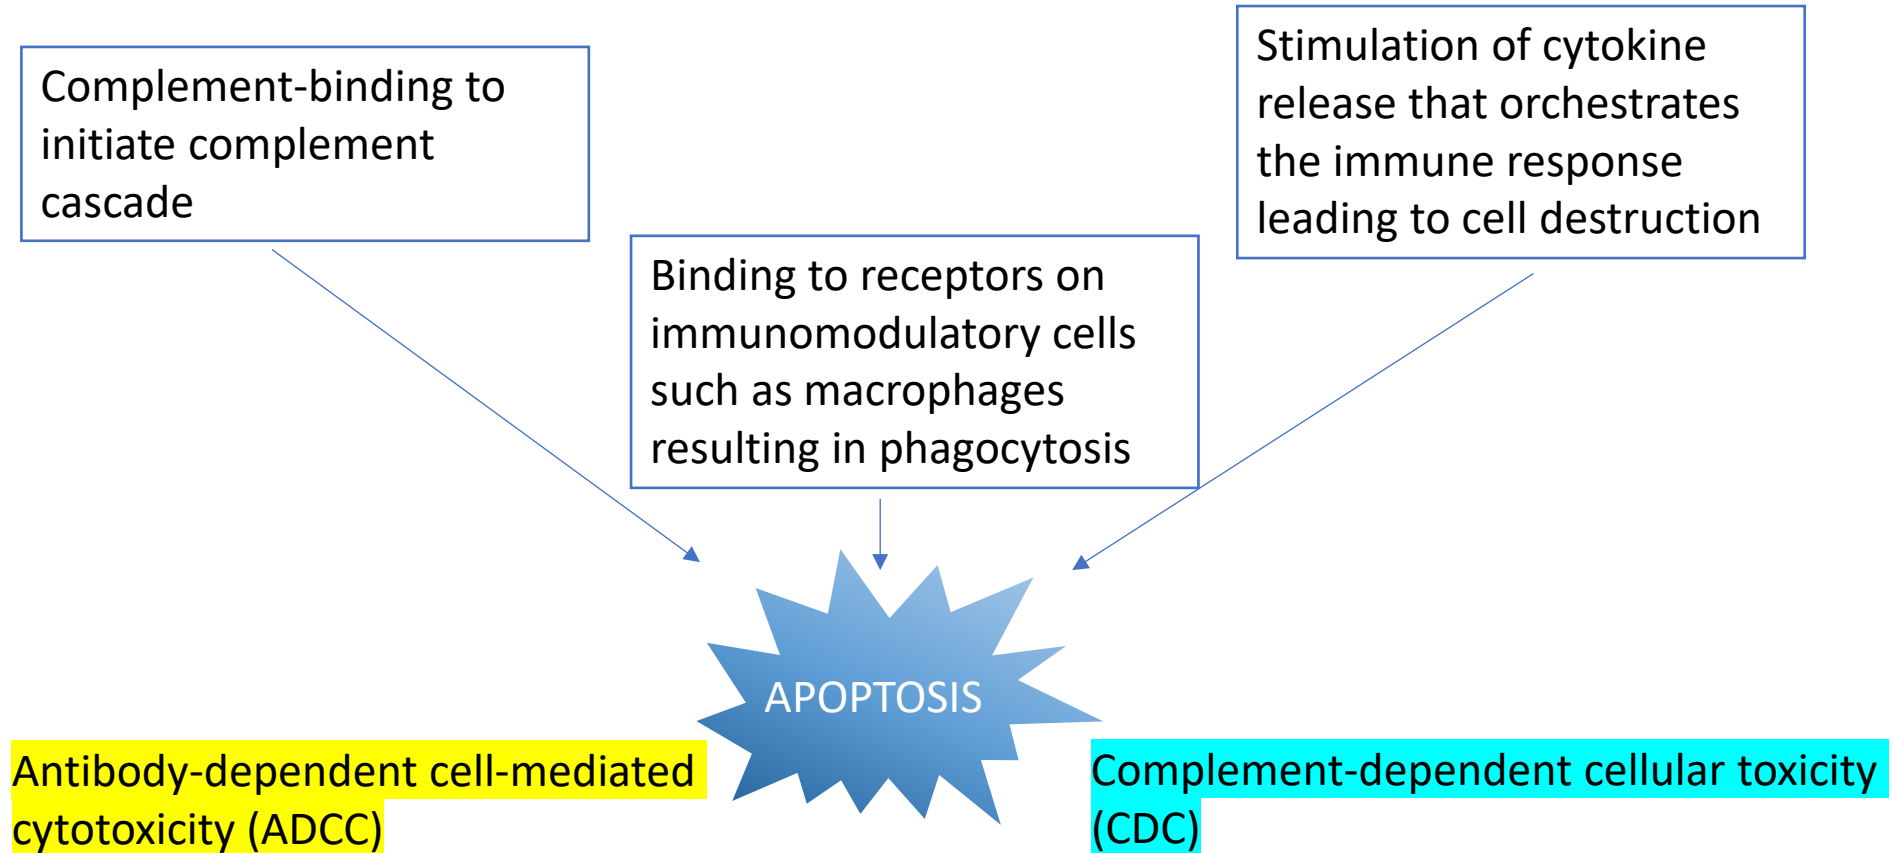 Complement-binding to
initiate complement
cascade
Binding to receptors on
immunomodulatory cells
such as macrophages
resulting in phagocytosis
Stimulation of cytokine
release that orchestrates
the immune response
leading to cell destruction
APOPTOSIS
Antibody-dependent cell-mediated
cytotoxicity (ADCC)
Complement-dependent cellular toxicity
(CDC)